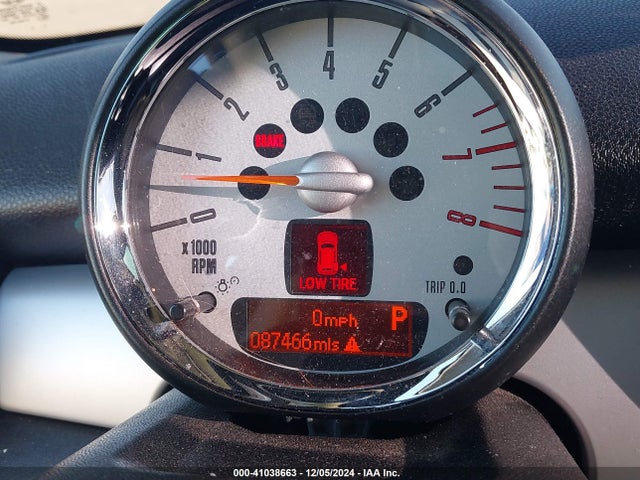 0 1 2 3 4 5 6 7 8
BRAKE
x1000
RPM
LOW TIRE
TRIP 0.0
0mph P
087466mls
000-41038663 - 12/05/2024 - IAA Inc.